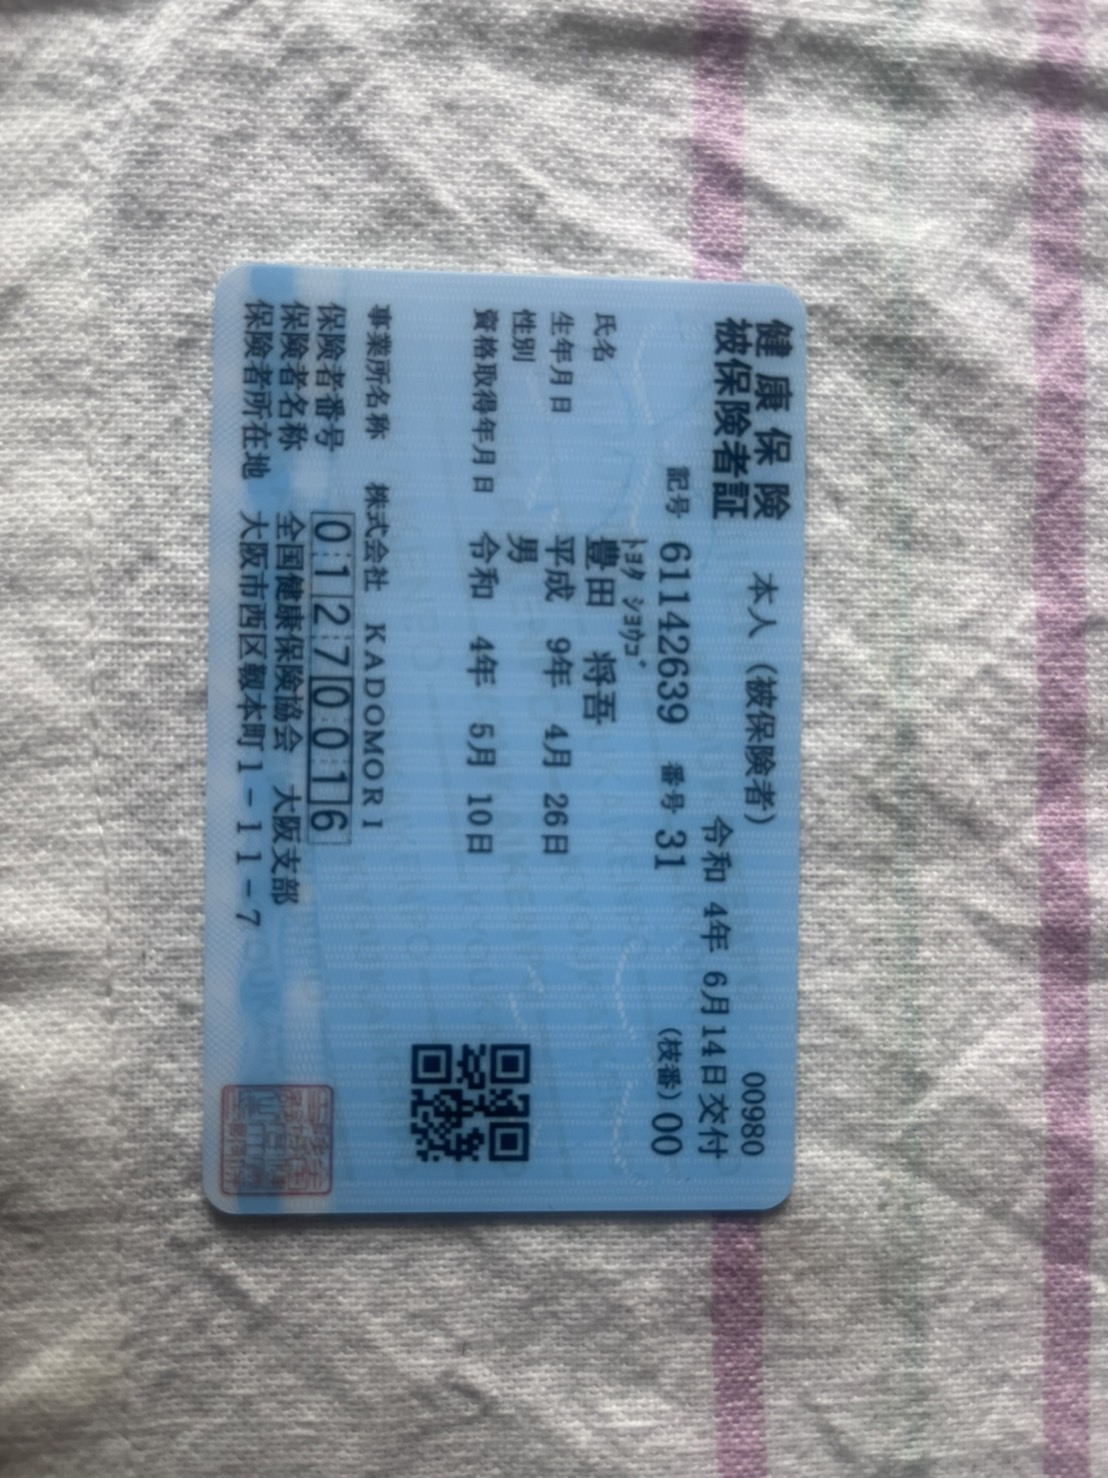 健康保険 本人（被保険者） 00980
被保険者証 令和 4年 6月14日交付
記号 61142639 番号 31 (枝番) 00
ﾄﾖﾀ ｼﾖｳｺﾞ
氏名 豊田 将吾
生年月日 平成 9年 4月 26日
性別 男
資格取得年月日 令和 4年 5月 10日
事業所名称 株式会社 KADOMORI
保険者番号 01270016
保険者名称 全国健康保険協会 大阪支部
保険者所在地 大阪市西区靱本町1-11-7